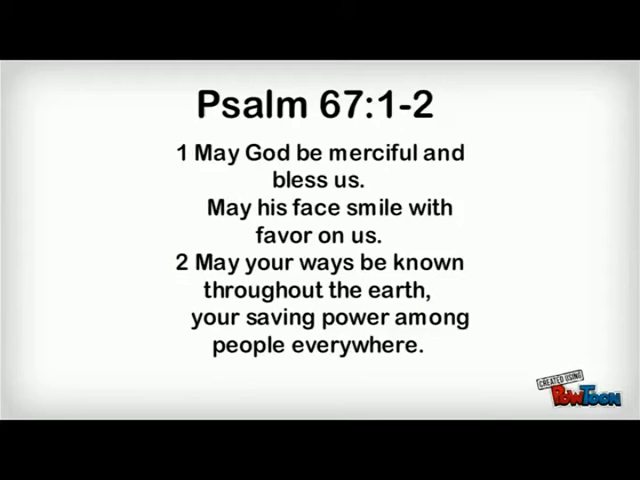 Psalm 67:1-2
1 May God be merciful and
bless us.
May his face smile with
favor on us.
2 May your ways be known
throughout the earth,
your saving power among
people everywhere.
CREATED USING
POWTOON